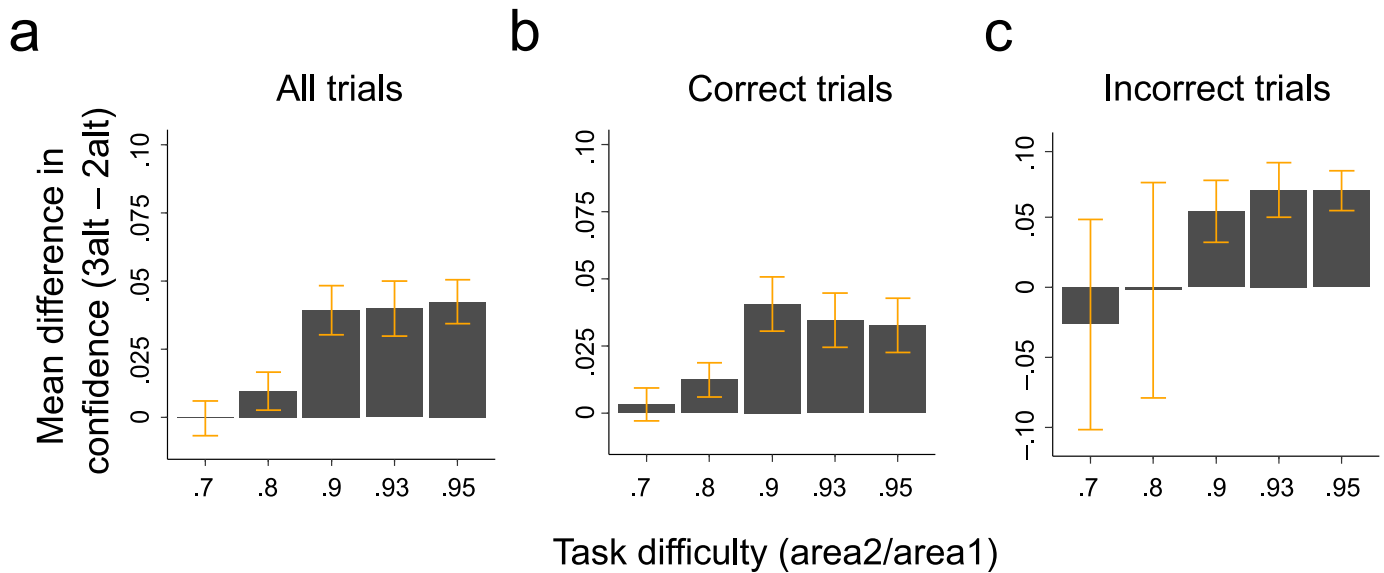 a
b
c
All trials
Correct trials
Incorrect trials
Mean difference in
confidence (3alt – 2alt)
.10
.075
.05
.025
0
.7 .8 .9 .93 .95
.10
.075
.05
.025
0
.7 .8 .9 .93 .95
.10
.05
0
−.05
−.10
.7 .8 .9 .93 .95
Task difficulty (area2/area1)